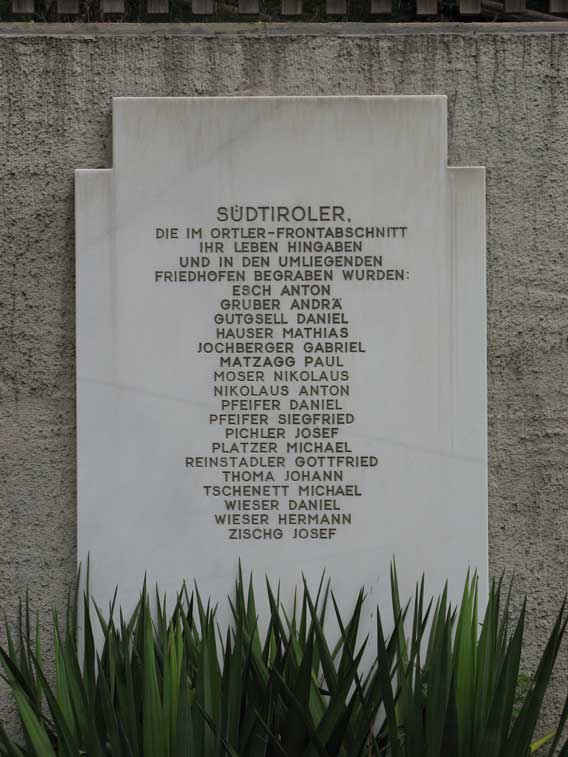 SÜDTIROLER,
DIE IM ORTLER-FRONTABSCHNITT
IHR LEBEN HINGABEN
UND IN DEN UMLIEGENDEN
FRIEDHÖFEN BEGRABEN WURDEN:
ESCH ANTON
GRUBER ANDRÄ
GUTGSELL DANIEL
HAUSER MATHIAS
JOCHBERGER GABRIEL
MATZAGG PAUL
MOSER NIKOLAUS
NIKOLAUS ANTON
PFEIFER DANIEL
PFEIFER SIEGFRIED
PICHLER JOSEF
PLATZER MICHAEL
REINSTADLER GOTTFRIED
THOMA JOHANN
TSCHENETT MICHAEL
WIESER DANIEL
WIESER HERMANN
ZISCHG JOSEF